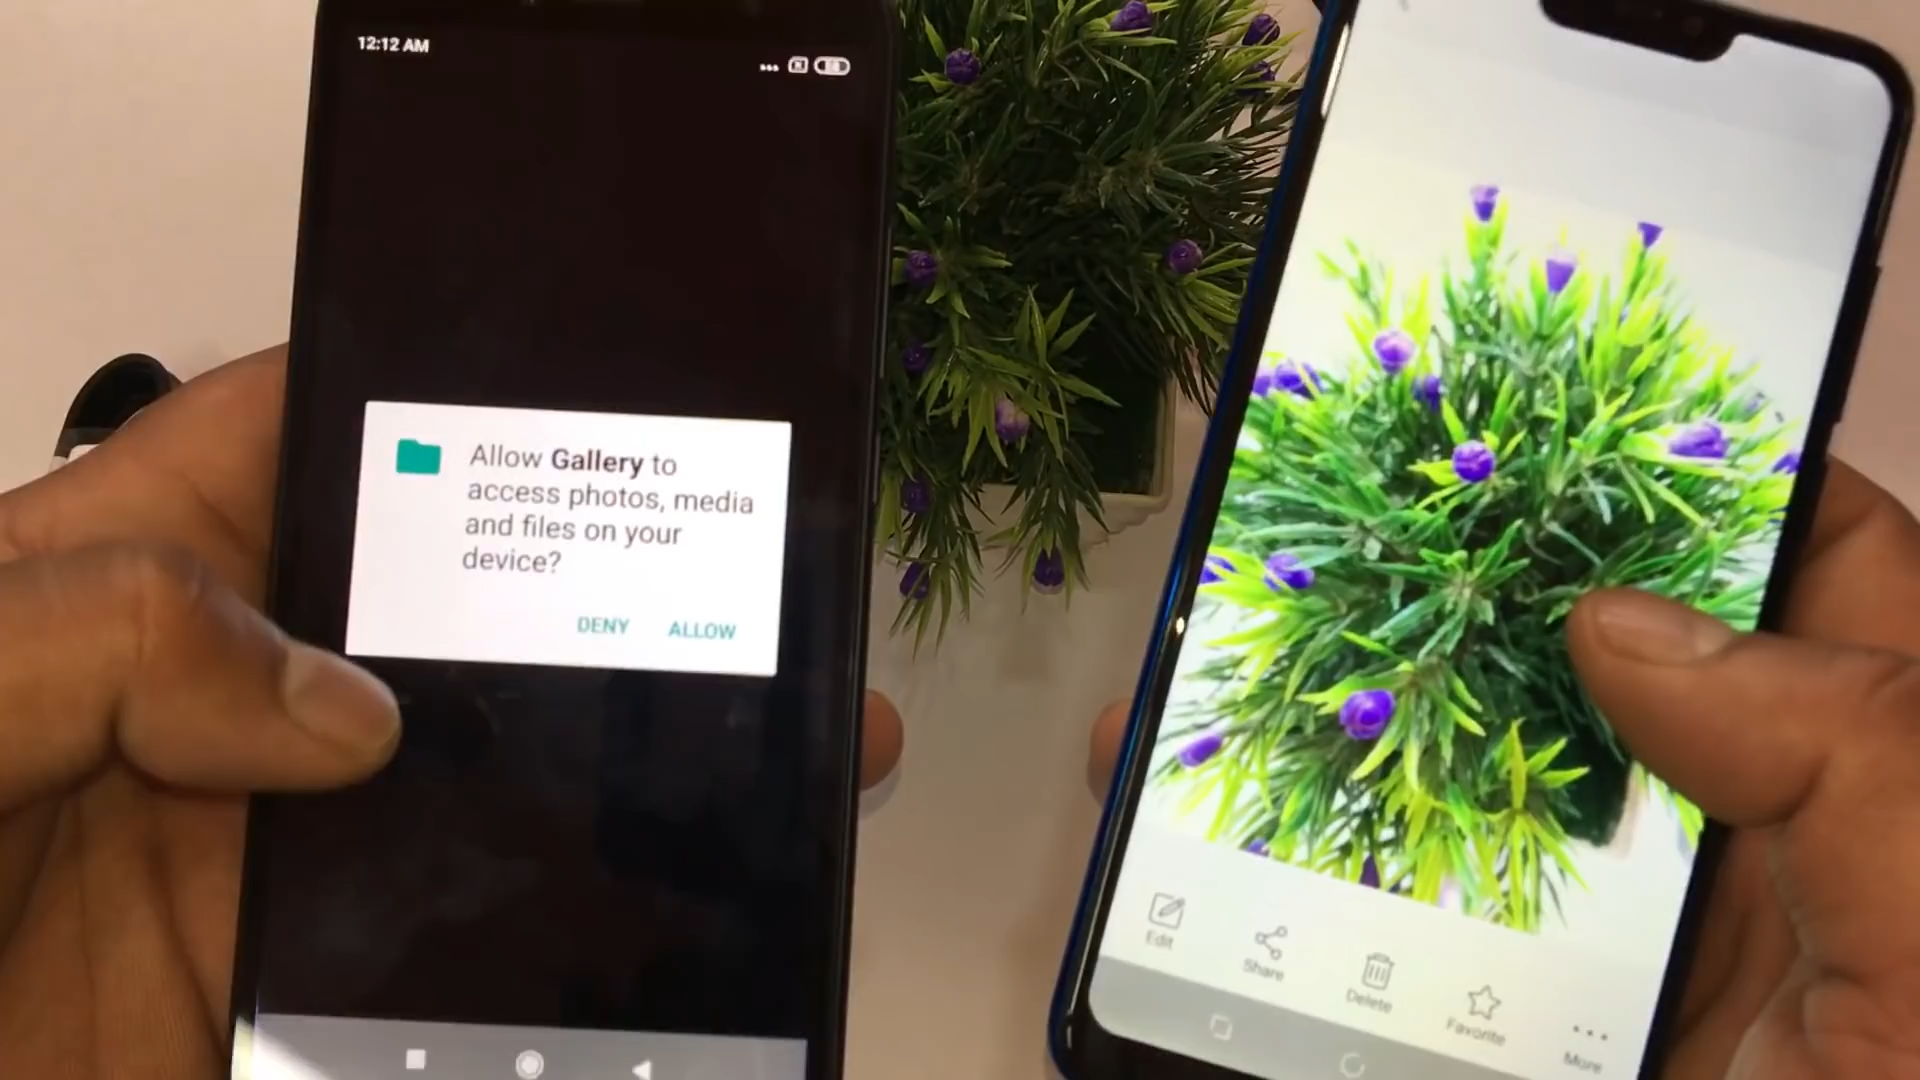 12:12 AM
Allow Gallery to
access photos, media
and files on your
device?
DENY ALLOW
Edit
Share
Delete
Favorite
More